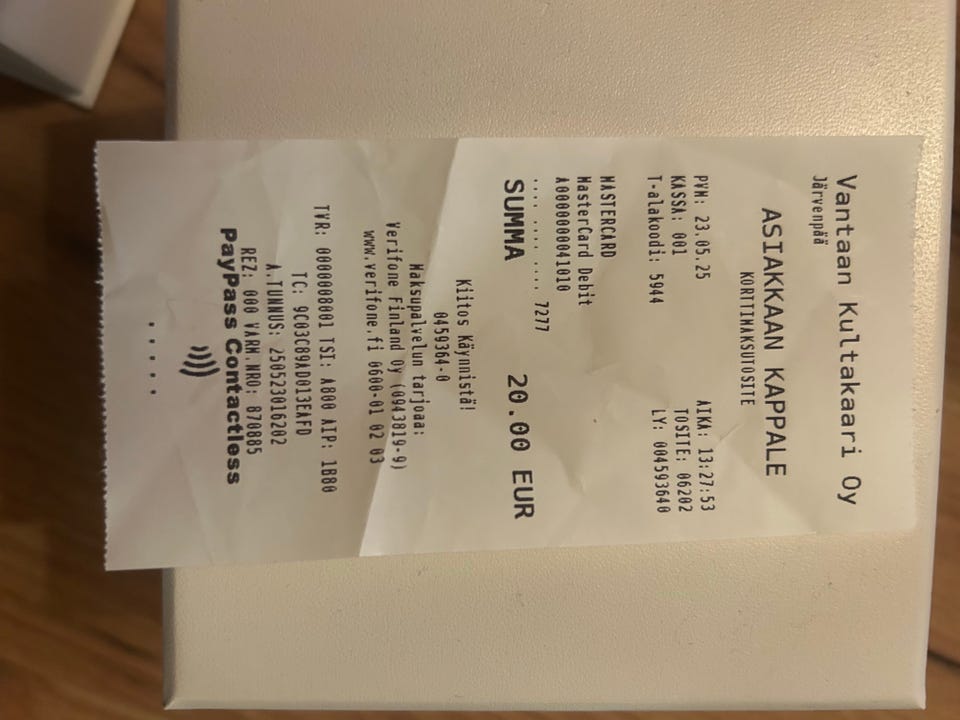 Vantaan Kultakaari Oy
Järvenpää
ASIAKKAAN KAPPALE
KORTTIMAKSUTOSITE
PVM: 23.05.25 AIKA: 13:27:53
KASSA: 001 TOSITE: 06202
T-alakoodi: 5944 LY: 004593640
MASTERCARD
MasterCard Debit
A0000000041010
.... .... .... 7277
SUMMA 20.00 EUR
Kiitos Käynnistä!
0459364-0
Maksupalvelun tarjoaa:
Verifone Finland Oy (0943819-9)
www.verifone.fi 0600-01 02 03
TVR: 0000008001 TSI: A800 AIP: 1B80
TC: 9C03C89AD013EAFD
A.TUNNUS: 250523016202
REZ: 000 VARM.NRO: 870885
PayPass Contactless
......